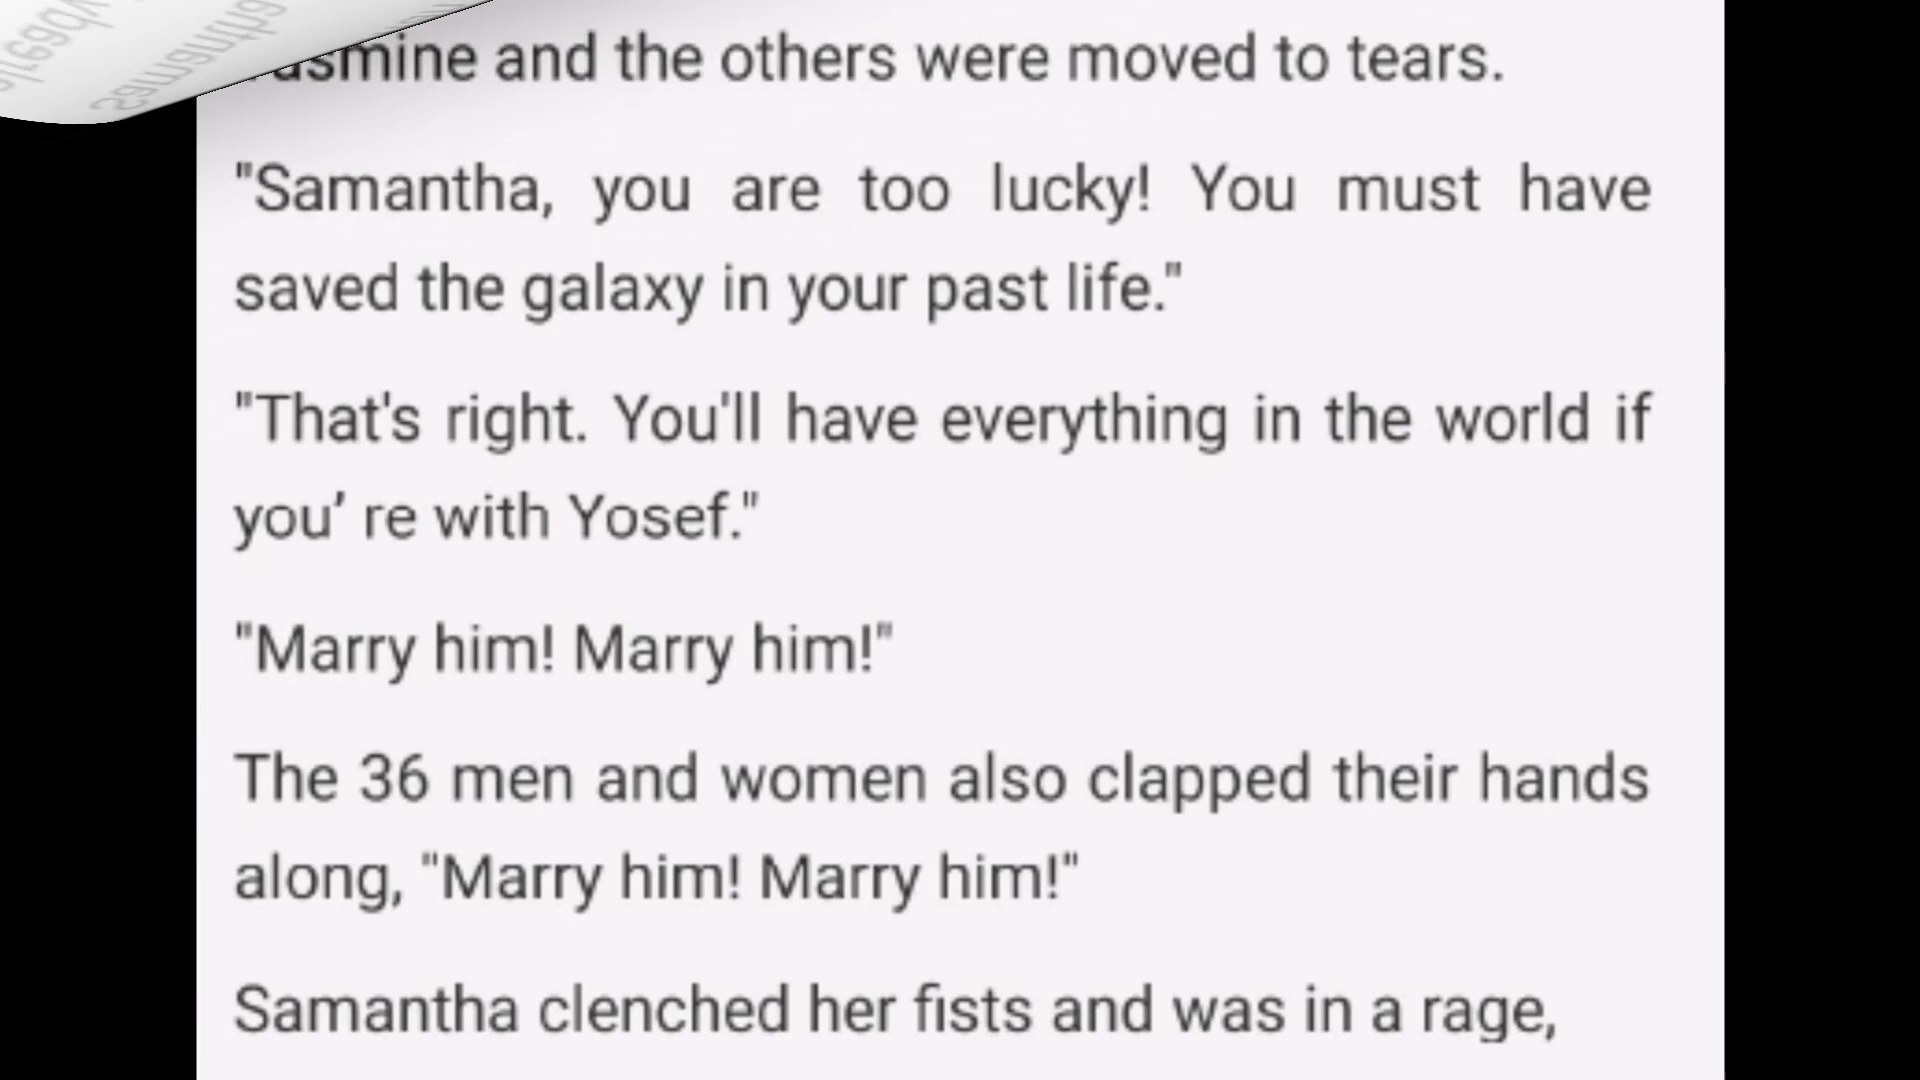 and the others were moved to tears.
"Samantha, you are too lucky! You must have
saved the galaxy in your past life."
"That's right. You'll have everything in the world if
you’ re with Yosef."
"Marry him! Marry him!"
The 36 men and women also clapped their hands
along, "Marry him! Marry him!"
Samantha clenched her fists and was in a rage,